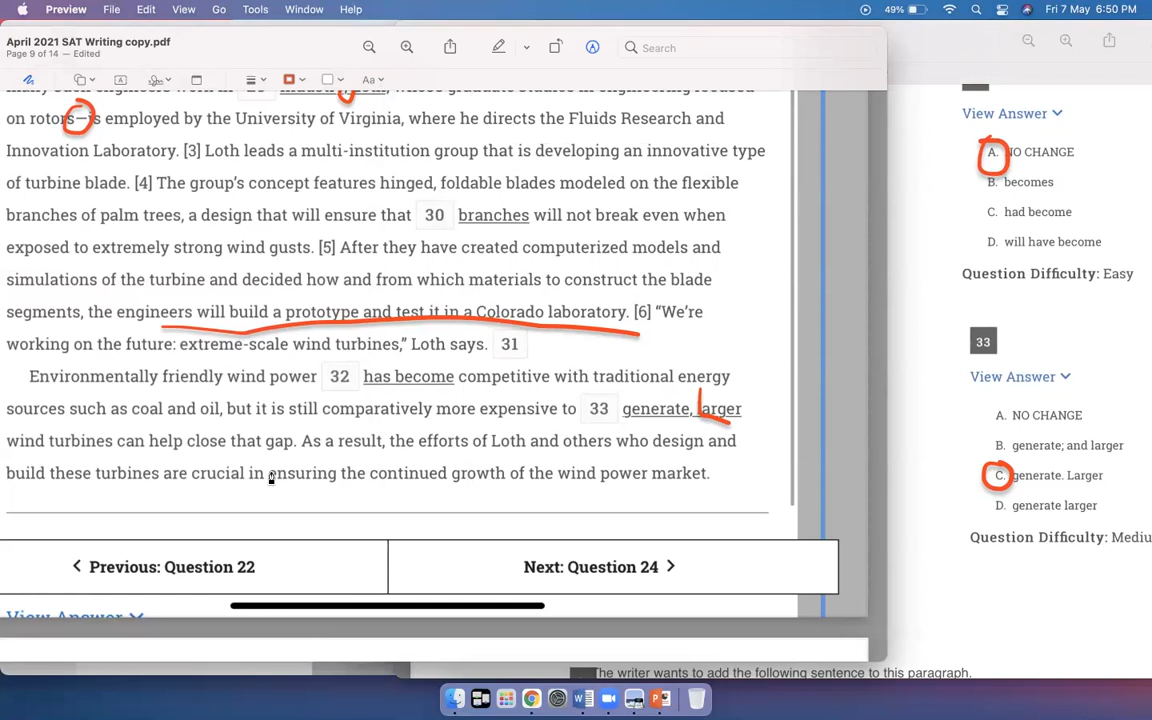 Preview File Edit View Go Tools Window Help 49% Fri 7 May 6:50 PM
April 2021 SAT Writing copy.pdf
Page 9 of 14 — Edited
Search
Aa
on rotors—is employed by the University of Virginia, where he directs the Fluids Research and
Innovation Laboratory. [3] Loth leads a multi-institution group that is developing an innovative type
of turbine blade. [4] The group's concept features hinged, foldable blades modeled on the flexible
branches of palm trees, a design that will ensure that 30 branches will not break even when
exposed to extremely strong wind gusts. [5] After they have created computerized models and
simulations of the turbine and decided how and from which materials to construct the blade
segments, the engineers will build a prototype and test it in a Colorado laboratory. [6] “We’re
working on the future: extreme-scale wind turbines,” Loth says. 31
Environmentally friendly wind power 32 has become competitive with traditional energy
sources such as coal and oil, but it is still comparatively more expensive to 33 generate, larger
wind turbines can help close that gap. As a result, the efforts of Loth and others who design and
build these turbines are crucial in ensuring the continued growth of the wind power market.
Previous: Question 22
Next: Question 24
View Answer
View Answer
A. NO CHANGE
B. becomes
C. had become
D. will have become
Question Difficulty: Easy
33
View Answer
A. NO CHANGE
B. generate; and larger
C. generate. Larger
D. generate larger
Question Difficulty: Mediu
The writer wants to add the following sentence to this paragraph.